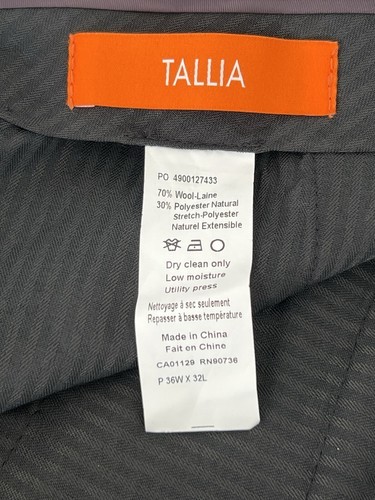 TALLIA
PO 4900127433
70% Wool-Laine
30% Polyester Natural
Stretch-Polyester
Naturel Extensible
Dry clean only
Low moisture
Utility press
Nettoyage à sec seulement
Repasser à basse température
Made in China
Fait en Chine
CA01129 RN90736
P 36W X 32L